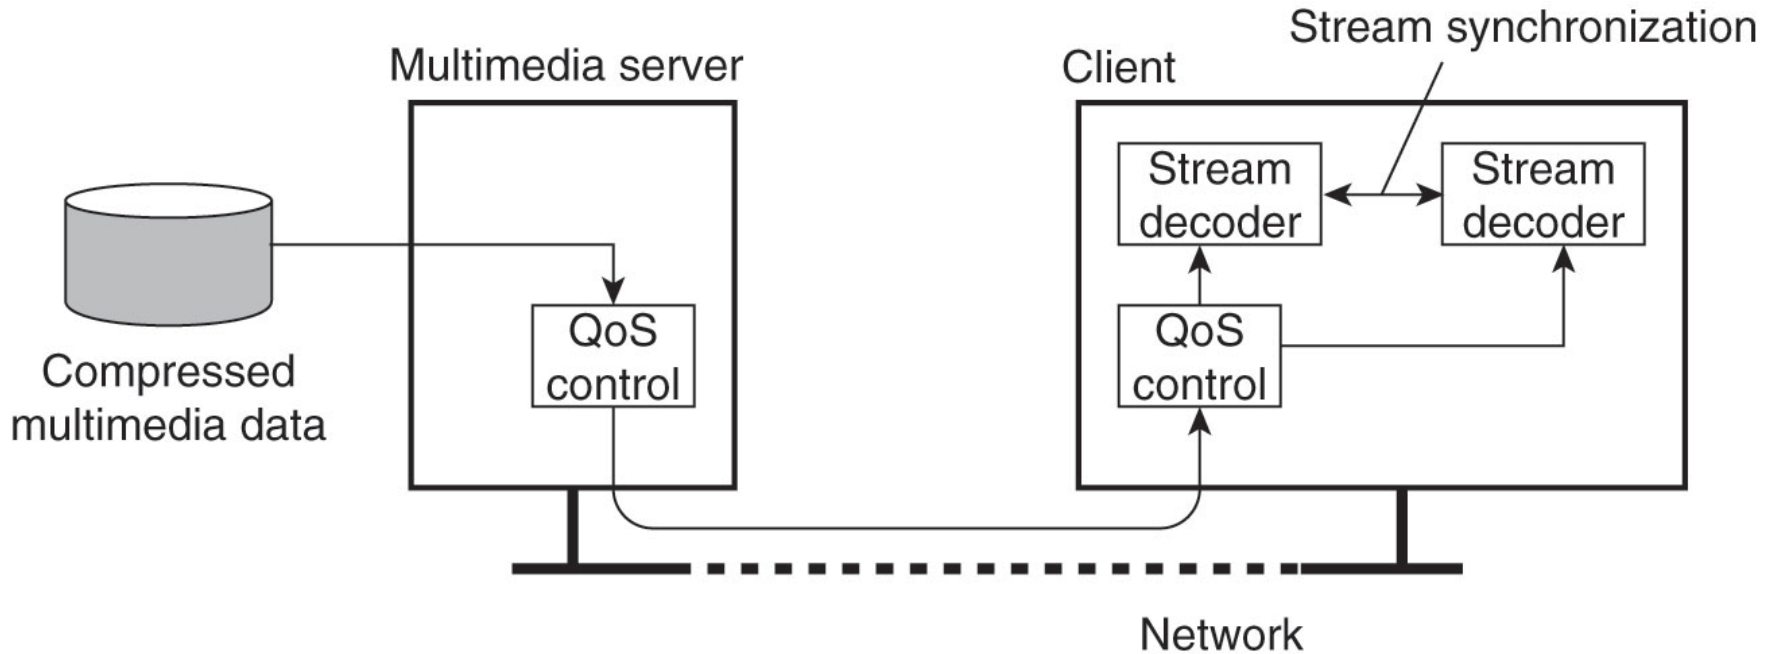 Stream synchronization
Multimedia server
Client
Stream
decoder
Stream
decoder
QoS
control
QoS
control
Compressed
multimedia data
Network